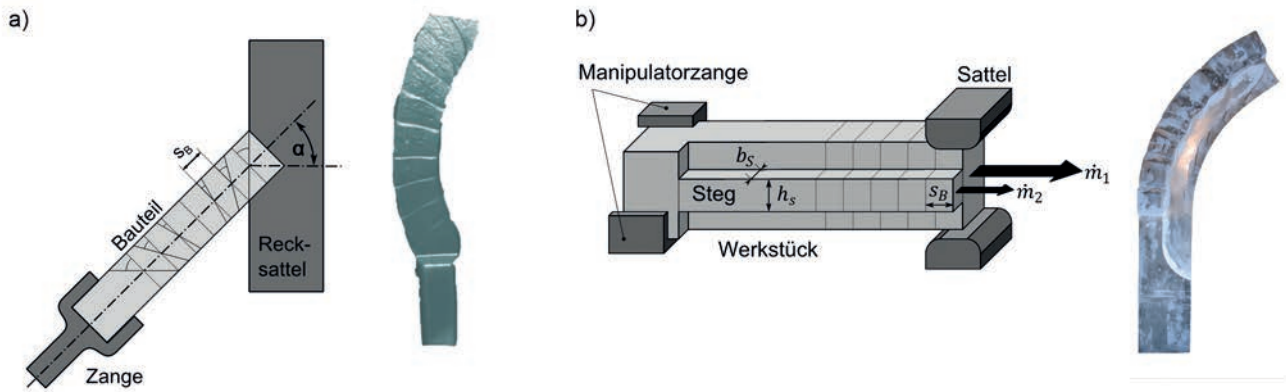 a)
s_B
α
Bauteil
Reck-
sattel
Zange
b)
Manipulatorzange
Sattel
b_S
ṁ_1
Steg
h_s
s_B
ṁ_2
Werkstück